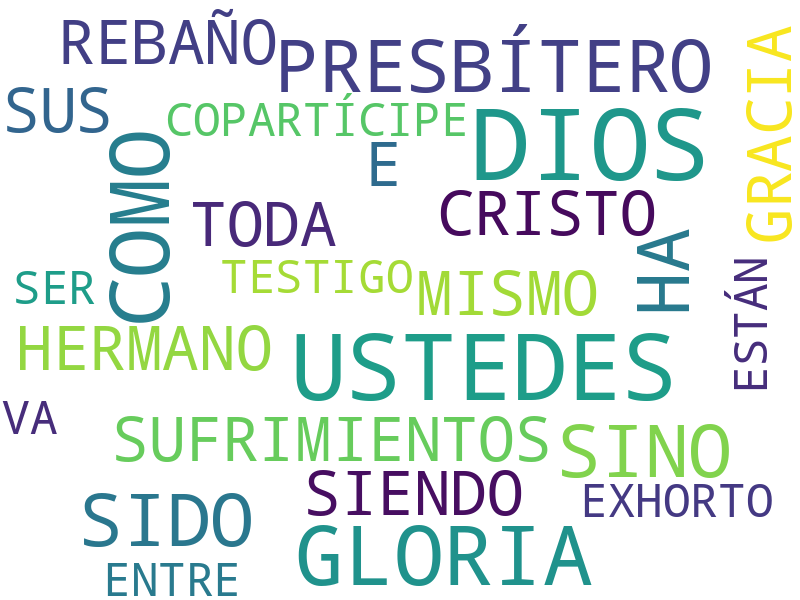 REBAÑO
PRESBÍTERO
GRACIA
SUS
COPARTÍCIPE
DIOS
COMO
E
TODA
CRISTO
HA
SER
TESTIGO
MISMO
ESTÁN
HERMANO
USTEDES
VA
SUFRIMIENTOS
SINO
SIDO
SIENDO
EXHORTO
GLORIA
ENTRE